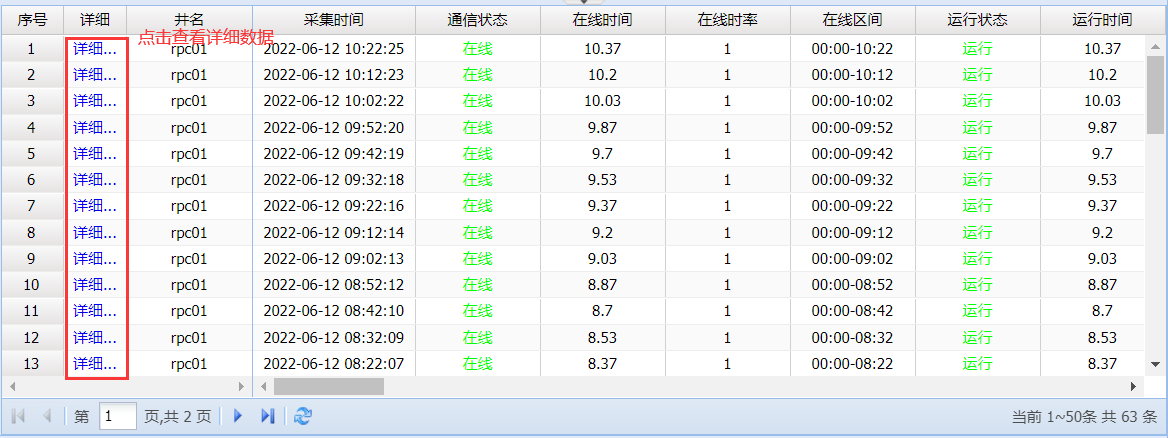 序号 详细 井名 采集时间 通信状态 在线时间 在线时率 在线区间 运行状态 运行时间
点击查看详细数据
1 详细... rpc01 2022-06-12 10:22:25 在线 10.37 1 00:00-10:22 运行 10.37
2 详细... rpc01 2022-06-12 10:12:23 在线 10.2 1 00:00-10:12 运行 10.2
3 详细... rpc01 2022-06-12 10:02:22 在线 10.03 1 00:00-10:02 运行 10.03
4 详细... rpc01 2022-06-12 09:52:20 在线 9.87 1 00:00-09:52 运行 9.87
5 详细... rpc01 2022-06-12 09:42:19 在线 9.7 1 00:00-09:42 运行 9.7
6 详细... rpc01 2022-06-12 09:32:18 在线 9.53 1 00:00-09:32 运行 9.53
7 详细... rpc01 2022-06-12 09:22:16 在线 9.37 1 00:00-09:22 运行 9.37
8 详细... rpc01 2022-06-12 09:12:14 在线 9.2 1 00:00-09:12 运行 9.2
9 详细... rpc01 2022-06-12 09:02:13 在线 9.03 1 00:00-09:02 运行 9.03
10 详细... rpc01 2022-06-12 08:52:12 在线 8.87 1 00:00-08:52 运行 8.87
11 详细... rpc01 2022-06-12 08:42:10 在线 8.7 1 00:00-08:42 运行 8.7
12 详细... rpc01 2022-06-12 08:32:09 在线 8.53 1 00:00-08:32 运行 8.53
13 详细... rpc01 2022-06-12 08:22:07 在线 8.37 1 00:00-08:22 运行 8.37
第 1 页,共 2 页 当前 1~50条 共 63 条